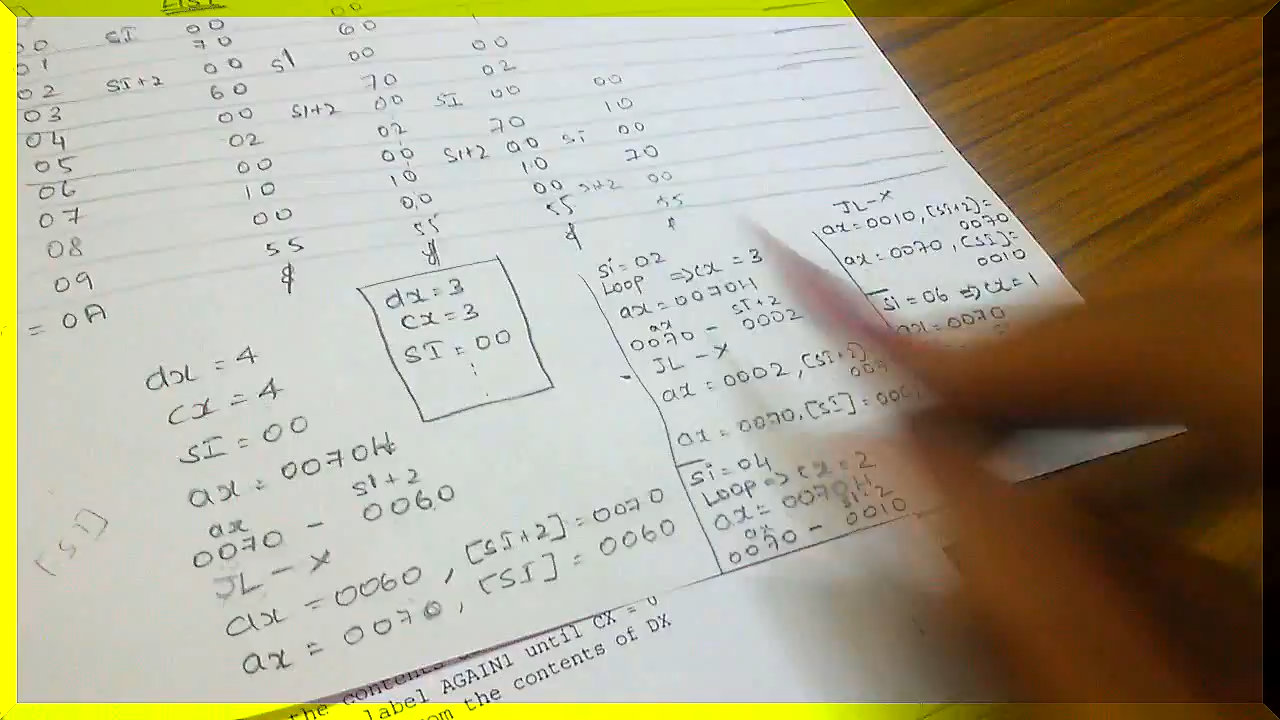 LIST
00 SI 00 00
01 70 60
02 SI+2 00 SI 00 00
03 60 70 02
04 00 SI+2 00 SI 00 00
05 02 02 70 10
06 00 00 SI+2 00 SI 00
07 10 10 10 70
08 00 00 00 SI+2 00
09 55 55 55 55
= 0A $ $ $ $
dx = 4
cx = 4
SI = 00
ax = 0070H
ax SI+2
0070 - 0060
JL - X
ax = 0060, [SI+2] = 0070
ax = 0070, [SI] = 0060
[SI]
dx = 3
cx = 3
SI = 00
:
Si = 02
Loop => cx = 3
ax = 0070H
ax SI+2
0070 - 0002
JL - X
ax = 0002, [SI+2]
ax = 0070, [SI] =
Si = 04
Loop => cx = 2
ax = 0070H
ax SI+2
0070 - 0010
JL - X
ax = 0010, [SI+2] =
0070
ax = 0070, [SI] =
0010
Si = 06 => cx = 1
ax = 0070
the contents
label AGAIN1 until CX = 0
from the contents of DX